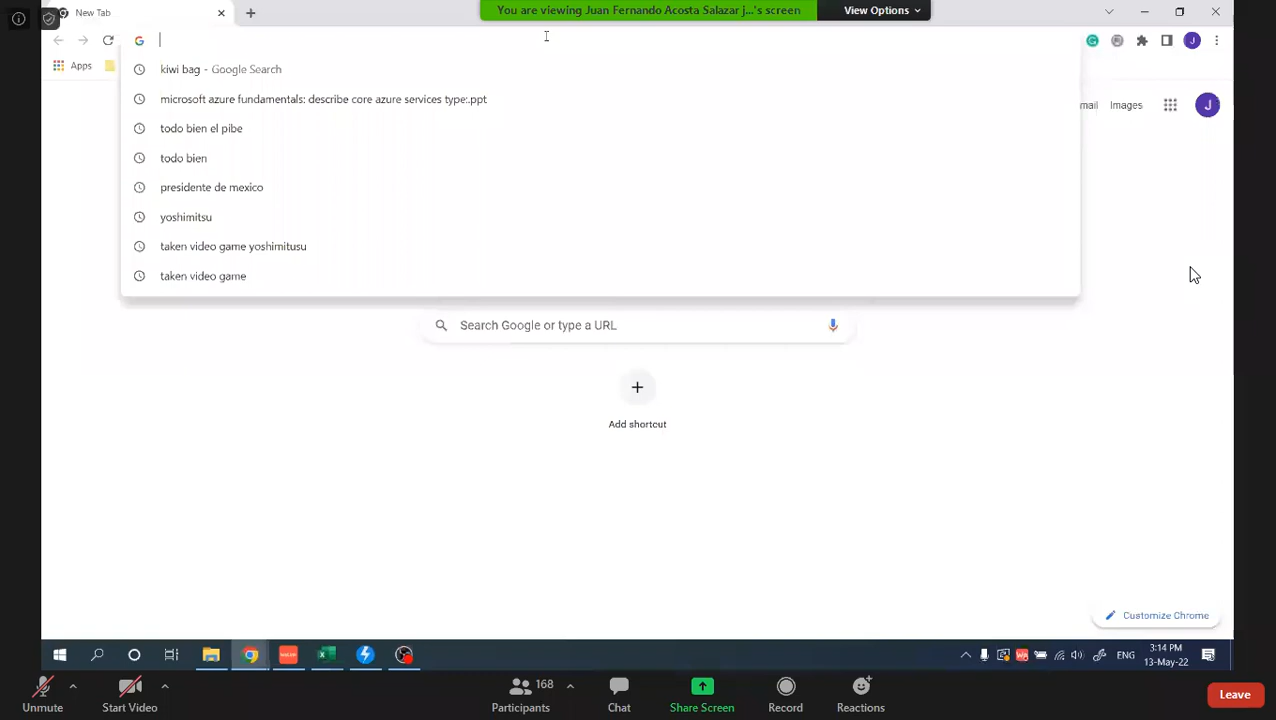 You are viewing Juan Fernando Acosta Salazar j...'s screen
View Options
New Tab
Apps
kiwi bag - Google Search
microsoft azure fundamentals: describe core azure services type:.ppt
todo bien el pibe
todo bien
presidente de mexico
yoshimitsu
taken video game yoshimitusu
taken video game
mail
Images
J
J
Search Google or type a URL
Add shortcut
Customize Chrome
ENG
3:14 PM
13-May-22
Unmute
Start Video
168
Participants
Chat
Share Screen
Record
Reactions
Leave